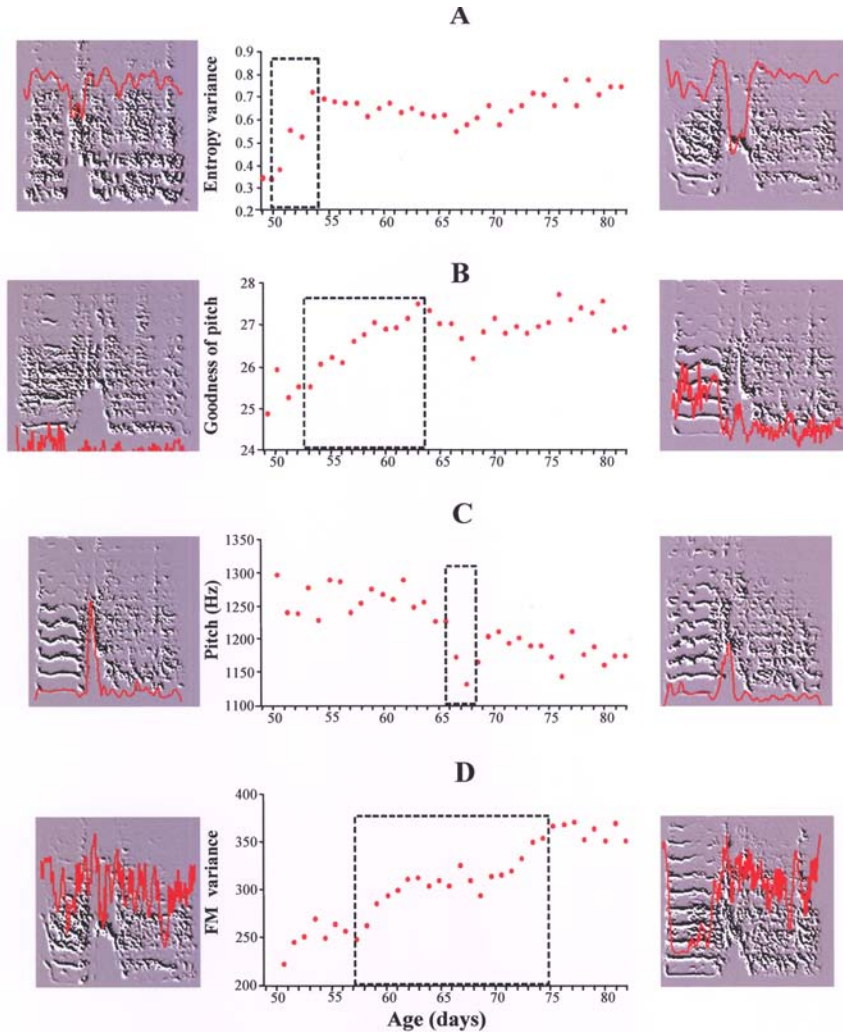 A
Entropy variance
0.9
0.8
0.7
0.6
0.5
0.4
0.3
0.2
50 55 60 65 70 75 80
B
Goodness of pitch
28
27
26
25
24
50 55 60 65 70 75 80
C
Pitch (Hz)
1350
1300
1250
1200
1150
1100
50 55 60 65 70 75 80
D
FM variance
400
350
300
250
200
50 55 60 65 70 75 80
Age (days)